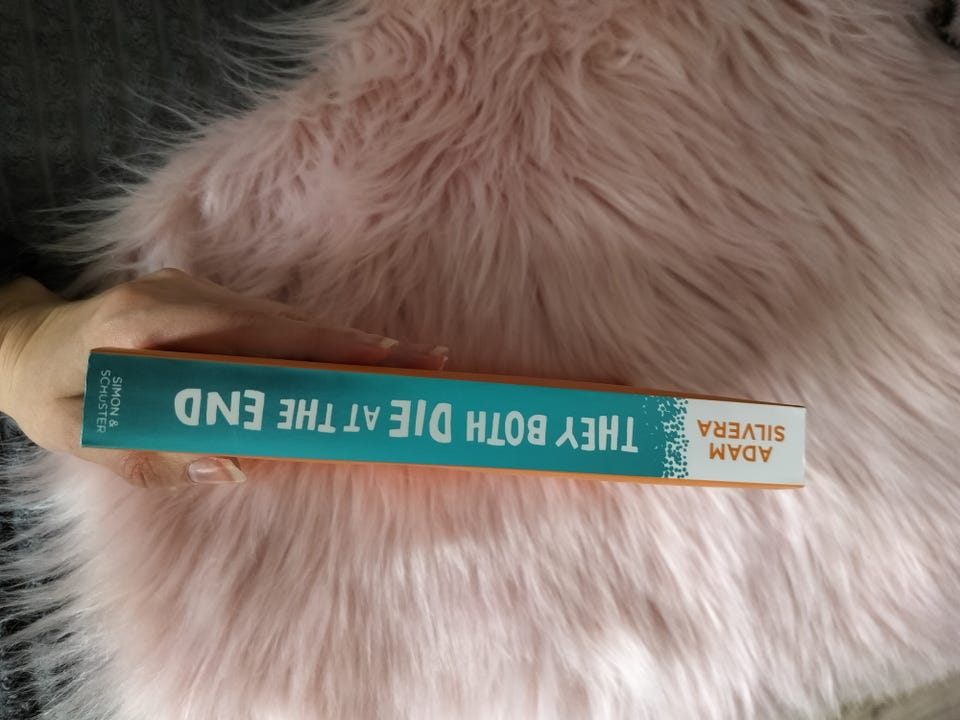 ADAM
SILVERA
THEY BOTH DIE AT THE END
SIMON &
SCHUSTER